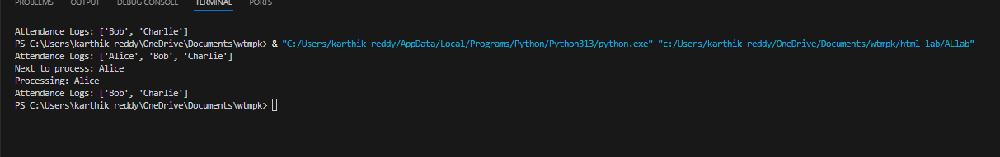 PROBLEMS OUTPUT DEBUG CONSOLE TERMINAL PORTS
Attendance Logs: ['Bob', 'Charlie']
PS C:\Users\karthik reddy\OneDrive\Documents\wtmpk> & "C:/Users/karthik reddy/AppData/Local/Programs/Python/Python313/python.exe" "c:/Users/karthik reddy/OneDrive/Documents/wtmpk/html_lab/ALlab"
Attendance Logs: ['Alice', 'Bob', 'Charlie']
Next to process: Alice
Processing: Alice
Attendance Logs: ['Bob', 'Charlie']
PS C:\Users\karthik reddy\OneDrive\Documents\wtmpk>